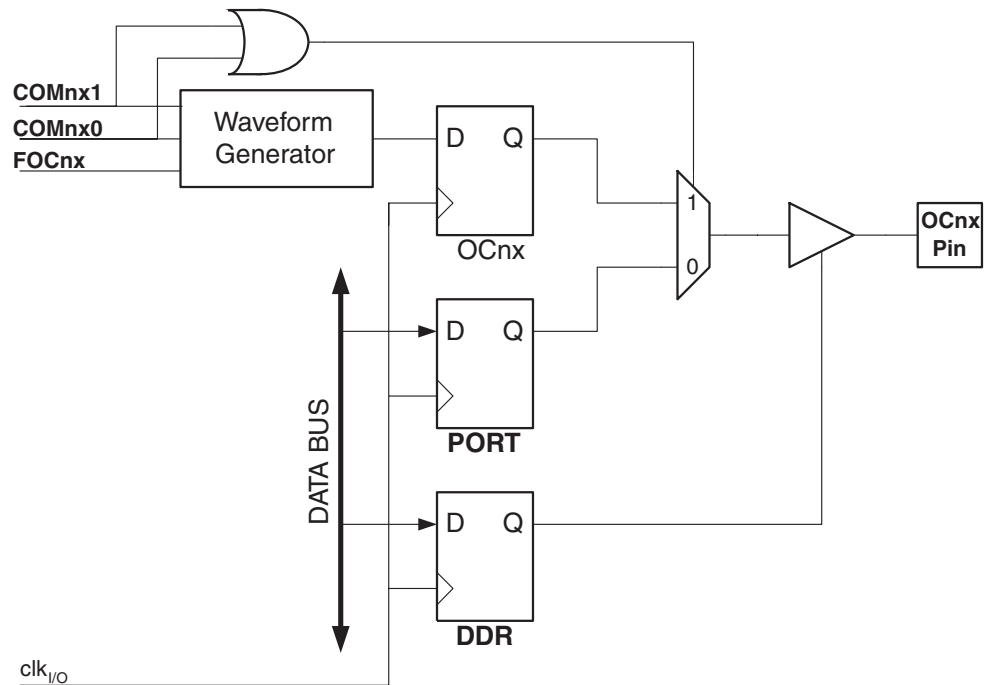 COMnx1
COMnx0
FOCnx
Waveform
Generator
D Q
OCnx
1
0
OCnx
Pin
D Q
PORT
DATA BUS
D Q
DDR
clkI/O